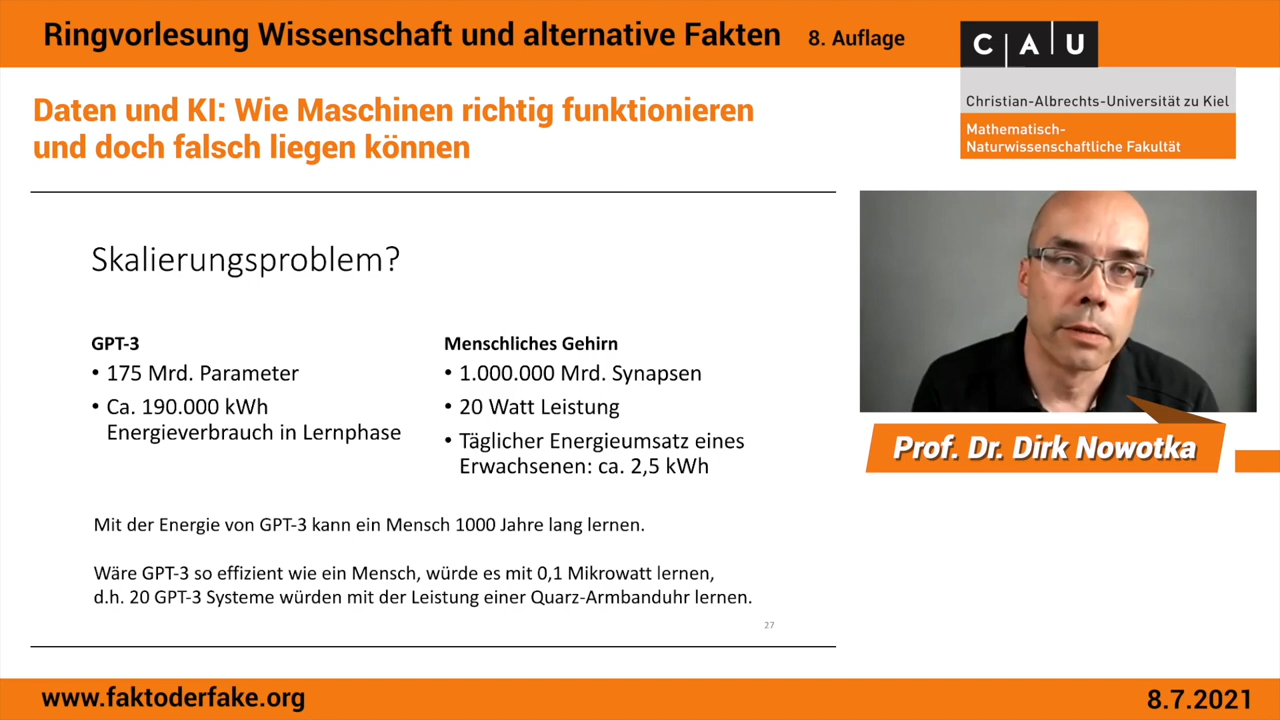 Ringvorlesung Wissenschaft und alternative Fakten 8. Auflage
CAU
Christian-Albrechts-Universität zu Kiel
Mathematisch-
Naturwissenschaftliche Fakultät
Daten und KI: Wie Maschinen richtig funktionieren
und doch falsch liegen können
Skalierungsproblem?
GPT-3
• 175 Mrd. Parameter
• Ca. 190.000 kWh
Energieverbrauch in Lernphase
Menschliches Gehirn
• 1.000.000 Mrd. Synapsen
• 20 Watt Leistung
• Täglicher Energieumsatz eines
Erwachsenen: ca. 2,5 kWh
Mit der Energie von GPT-3 kann ein Mensch 1000 Jahre lang lernen.
Wäre GPT-3 so effizient wie ein Mensch, würde es mit 0,1 Mikrowatt lernen,
d.h. 20 GPT-3 Systeme würden mit der Leistung einer Quarz-Armbanduhr lernen.
27
Prof. Dr. Dirk Nowotka
www.faktoderfake.org
8.7.2021